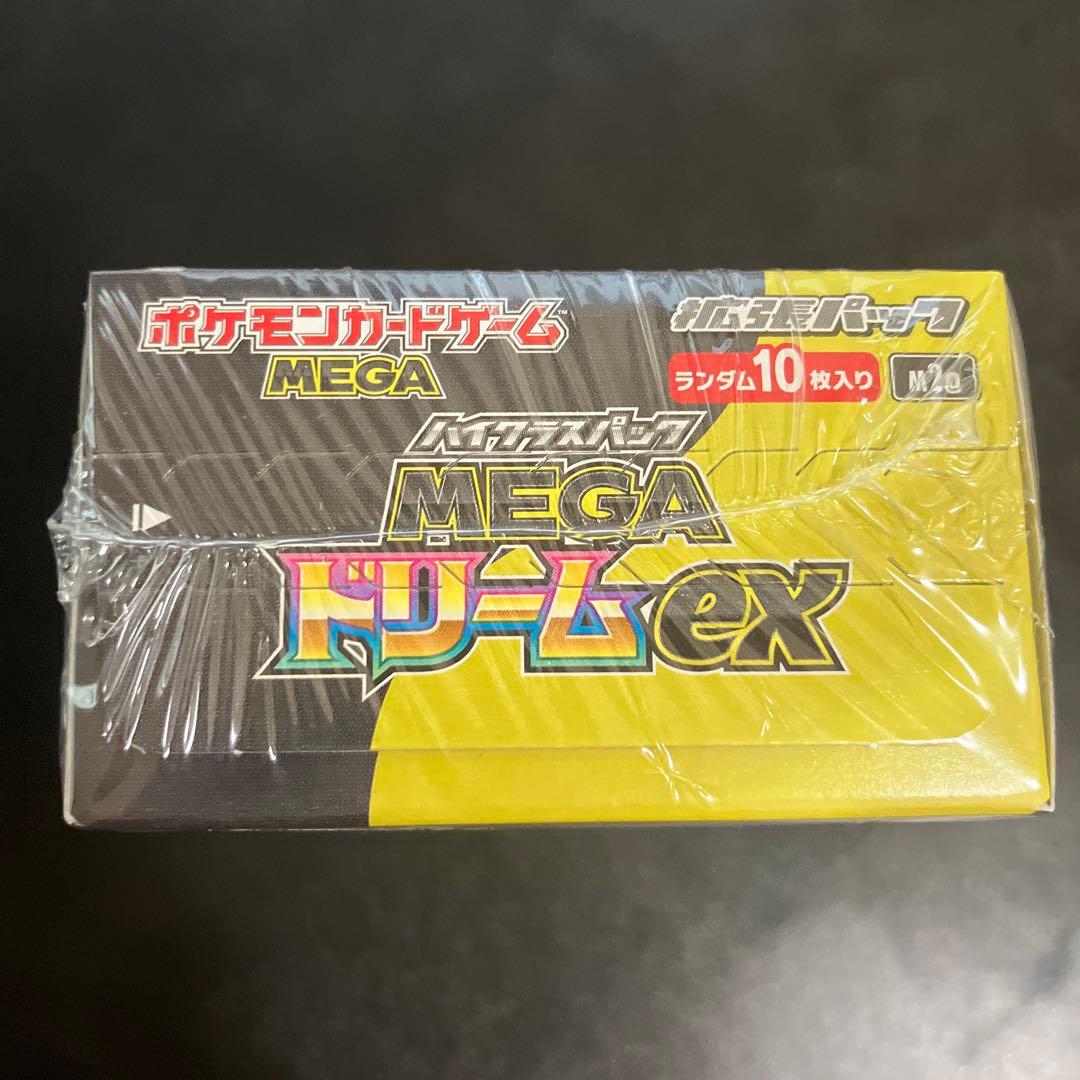 ポケモンカードゲーム™
MEGA
拡張パック
ランダム10枚入り
ハイクラスパック
MEGA
ドリームex